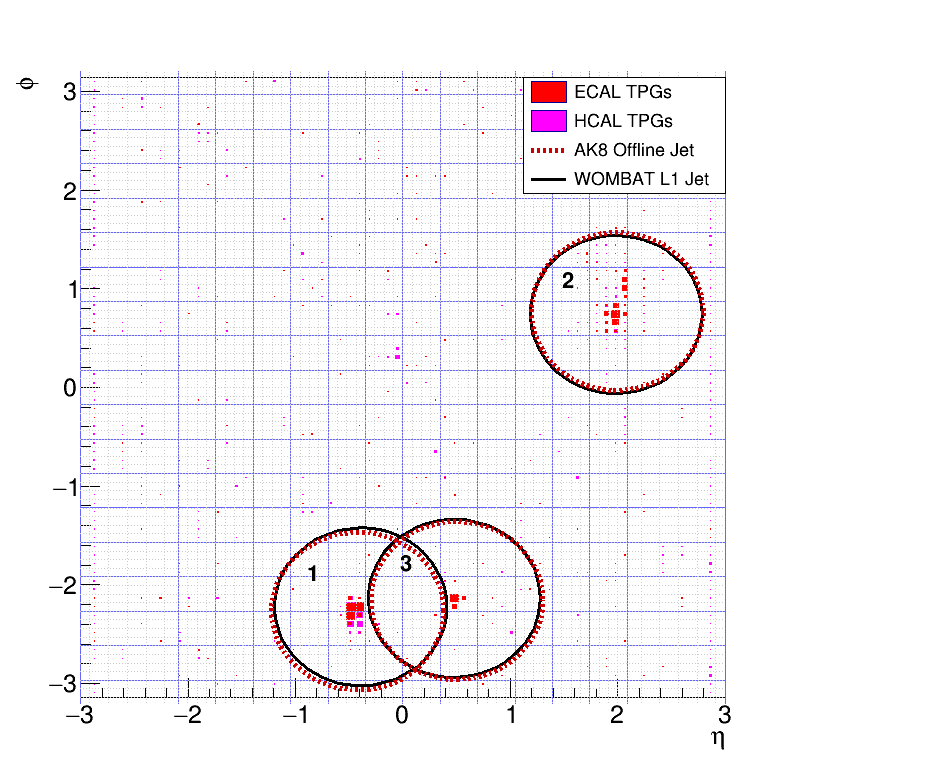 φ
3
2
1
0
−1
−2
−3
ECAL TPGs
HCAL TPGs
AK8 Offline Jet
WOMBAT L1 Jet
2
1
3
−3 −2 −1 0 1 2 3
η